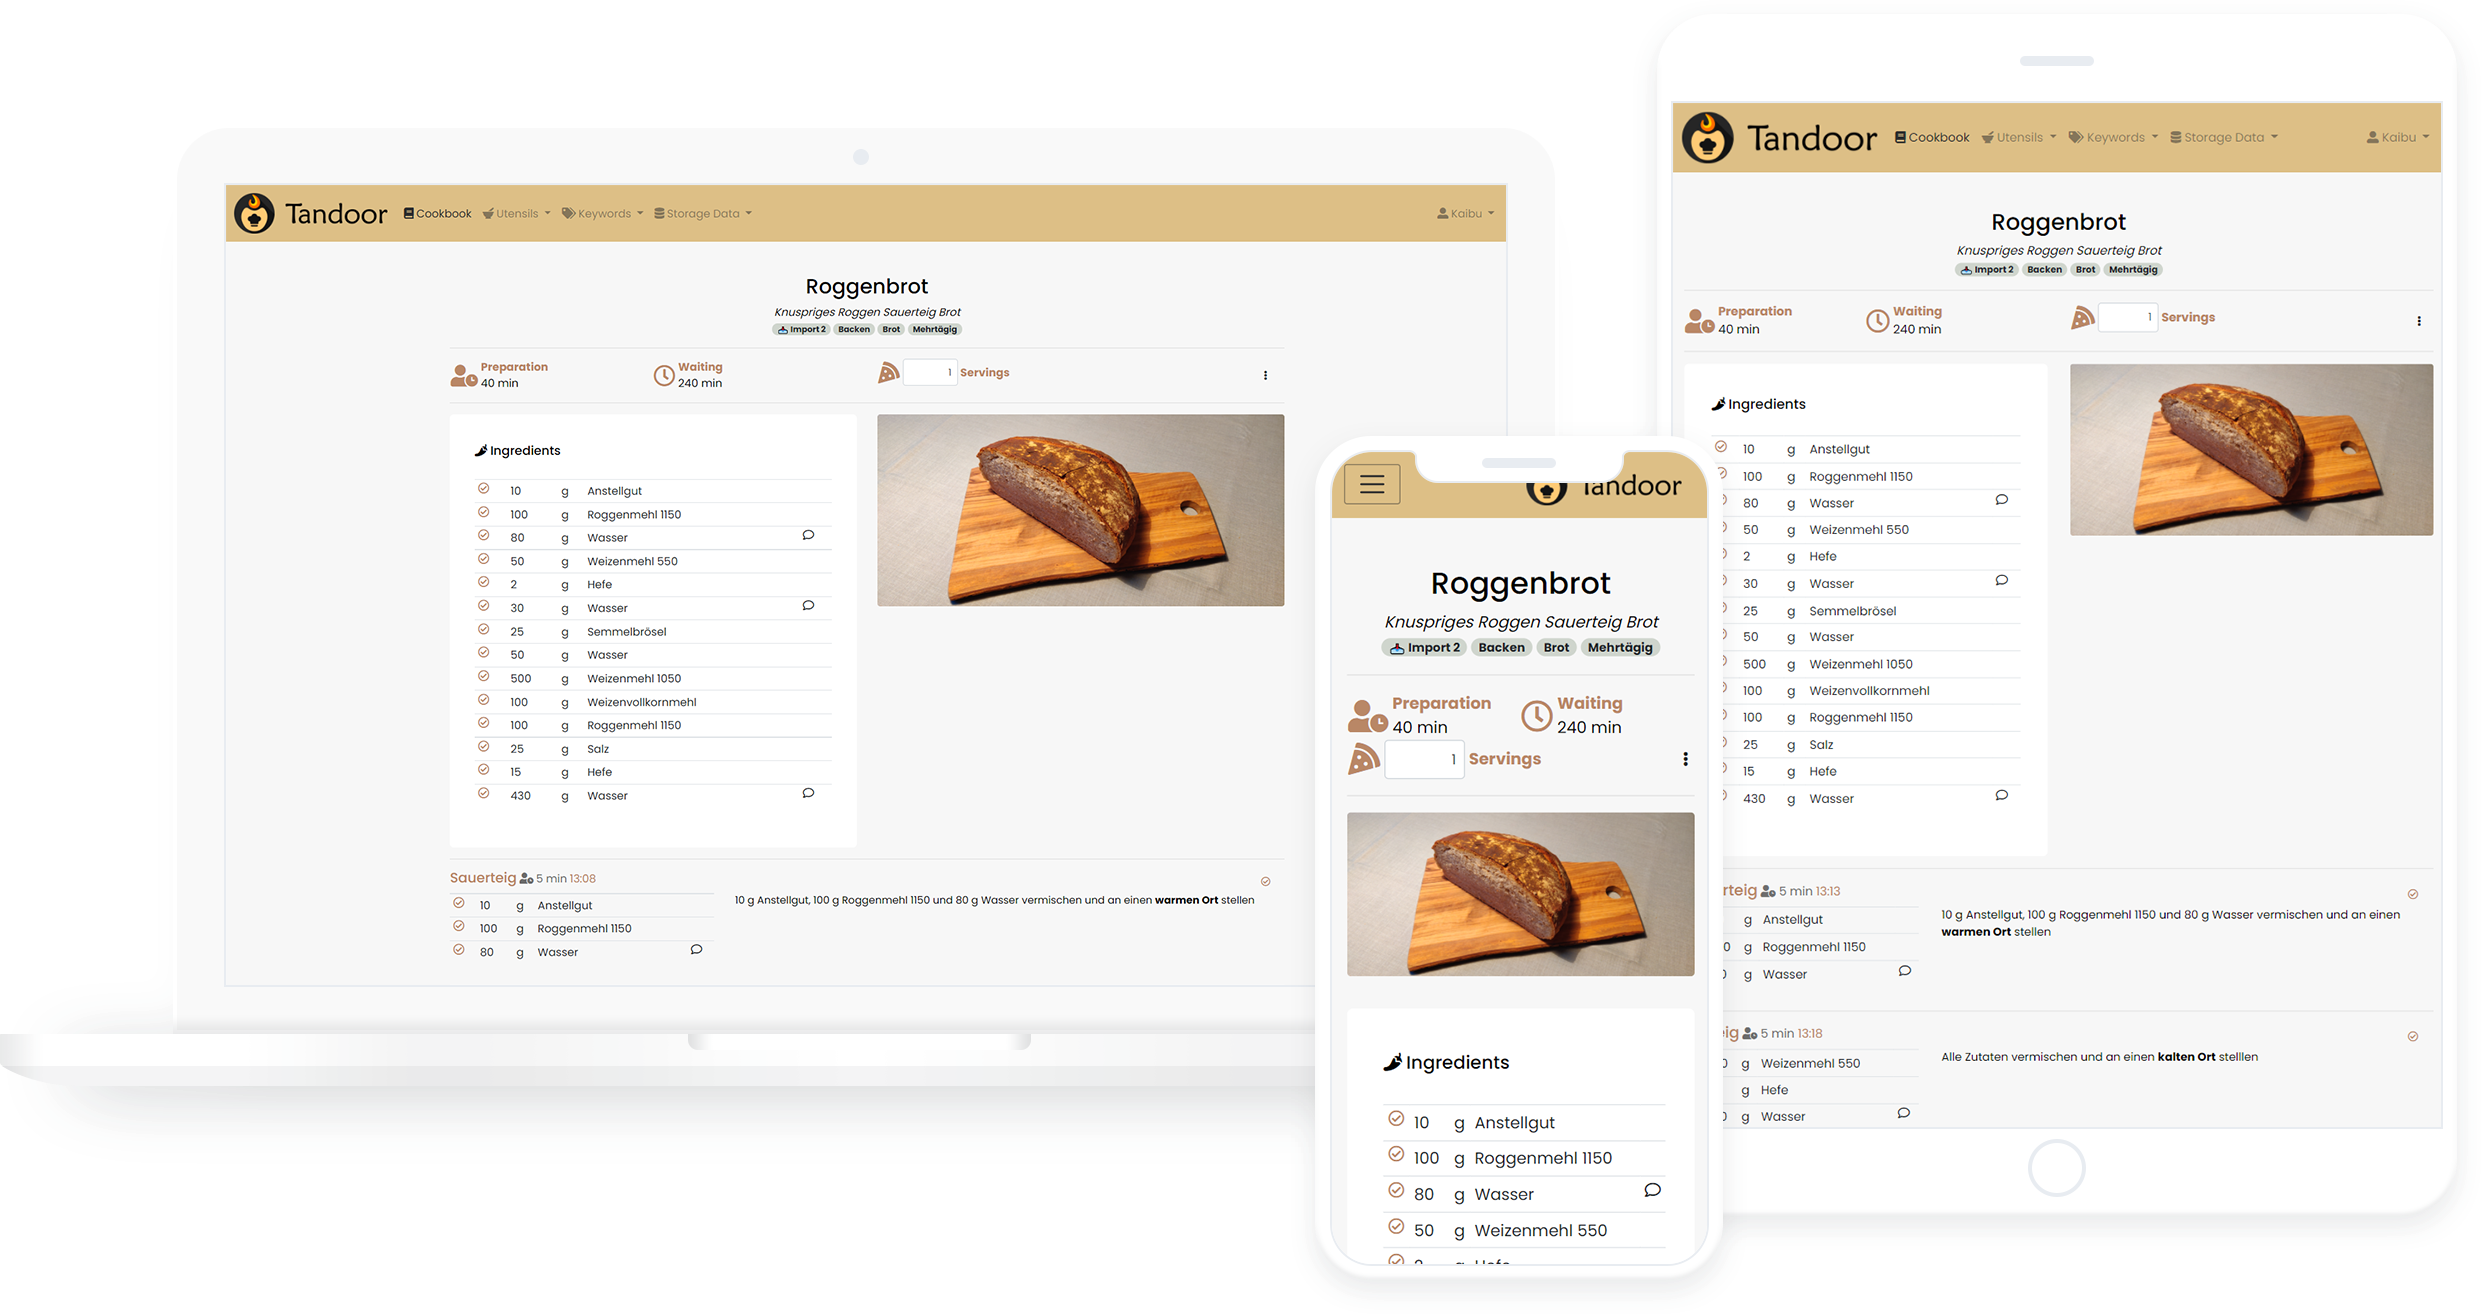 Tandoor Cookbook Utensils Keywords Storage Data Kaibu
Roggenbrot
Knuspriges Roggen Sauerteig Brot
Import 2 Backen Brot Mehrtägig
Preparation
40 min
Waiting
240 min
1 Servings
Ingredients
10 g Anstellgut
100 g Roggenmehl 1150
80 g Wasser
50 g Weizenmehl 550
2 g Hefe
30 g Wasser
25 g Semmelbrösel
50 g Wasser
500 g Weizenmehl 1050
100 g Weizenvollkornmehl
100 g Roggenmehl 1150
25 g Salz
15 g Hefe
430 g Wasser
Sauerteig 5 min 13:08
10 g Anstellgut
100 g Roggenmehl 1150
80 g Wasser
10 g Anstellgut, 100 g Roggenmehl 1150 und 80 g Wasser vermischen und an einen warmen Ort stellen
Tandoor
Roggenbrot
Knuspriges Roggen Sauerteig Brot
Import 2 Backen Brot Mehrtägig
Preparation
40 min
Waiting
240 min
1 Servings
Ingredients
10 g Anstellgut
100 g Roggenmehl 1150
80 g Wasser
50 g Weizenmehl 550
Tandoor Cookbook Utensils Keywords Storage Data Kaibu
Roggenbrot
Knuspriges Roggen Sauerteig Brot
Import 2 Backen Brot Mehrtägig
Preparation
40 min
Waiting
240 min
1 Servings
Ingredients
10 g Anstellgut
100 g Roggenmehl 1150
80 g Wasser
50 g Weizenmehl 550
2 g Hefe
30 g Wasser
25 g Semmelbrösel
50 g Wasser
500 g Weizenmehl 1050
100 g Weizenvollkornmehl
100 g Roggenmehl 1150
25 g Salz
15 g Hefe
430 g Wasser
rteig 5 min 13:13
g Anstellgut
0 g Roggenmehl 1150
g Wasser
10 g Anstellgut, 100 g Roggenmehl 1150 und 80 g Wasser vermischen und an einen
warmen Ort stellen
ig 5 min 13:18
g Weizenmehl 550
g Hefe
g Wasser
Alle Zutaten vermischen und an einen kalten Ort stelllen